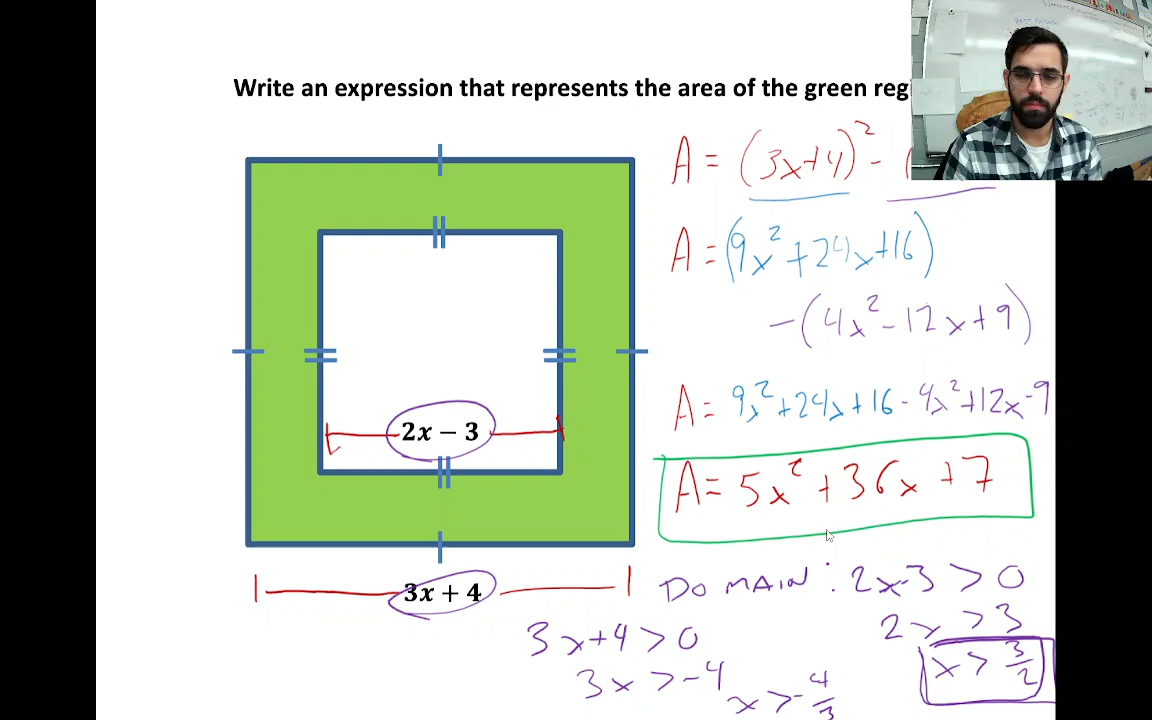 Write an expression that represents the area of the green
A = (3x+4)² - (
A = (9x² + 24x + 16)
-(4x² - 12x + 9)
A = 9x² + 24x + 16 - 4x² + 12x - 9
2x − 3
A = 5x² + 36x + 7
3x + 4
DOMAIN: 2x-3 > 0
2x > 3
x > 3/2
3x+4 > 0
3x > -4
x > -4/3